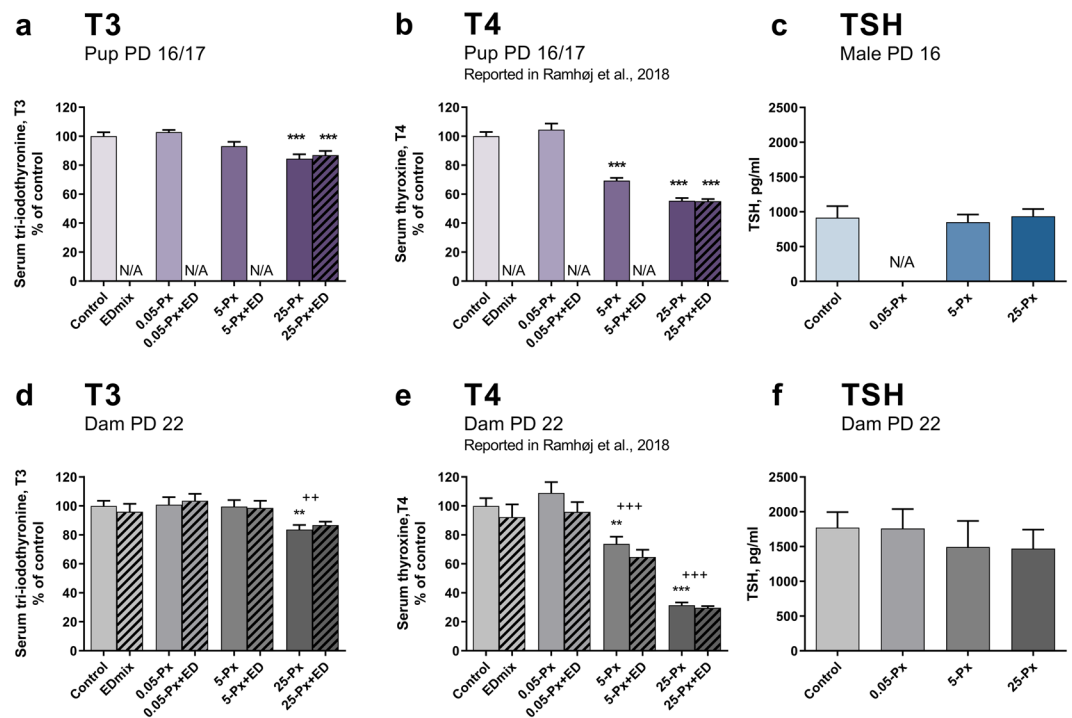 a T3
Pup PD 16/17
Serum tri-iodothyronine, T3
% of control
120
100
80
60
40
20
0
*** ***
N/A N/A N/A
Control EDmix 0.05-Px 0.05-Px+ED 5-Px 5-Px+ED 25-Px 25-Px+ED
b T4
Pup PD 16/17
Reported in Ramhøj et al., 2018
Serum thyroxine, T4
% of control
120
100
80
60
40
20
0
***
*** ***
N/A N/A N/A
Control EDmix 0.05-Px 0.05-Px+ED 5-Px 5-Px+ED 25-Px 25-Px+ED
c TSH
Male PD 16
TSH, pg/ml
2500
2000
1500
1000
500
0
N/A
Control 0.05-Px 5-Px 25-Px
d T3
Dam PD 22
Serum tri-iodothyronine, T3
% of control
120
100
80
60
40
20
0
++
**
Control EDmix 0.05-Px 0.05-Px+ED 5-Px 5-Px+ED 25-Px 25-Px+ED
e T4
Dam PD 22
Reported in Ramhøj et al., 2018
Serum thyroxine,T4
% of control
120
100
80
60
40
20
0
+++
**
+++
***
Control EDmix 0.05-Px 0.05-Px+ED 5-Px 5-Px+ED 25-Px 25-Px+ED
f TSH
Dam PD 22
TSH, pg/ml
2500
2000
1500
1000
500
0
Control 0.05-Px 5-Px 25-Px